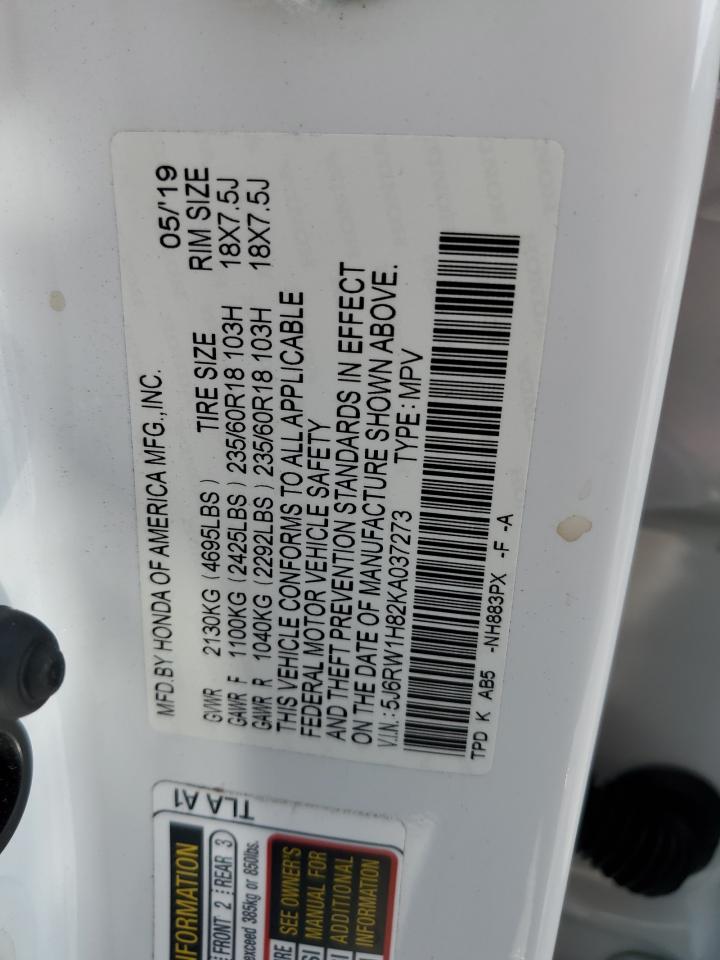 MFD.BY HONDA OF AMERICA MFG.,INC. 05/'19
GVWR 2130KG (4695LBS) TIRE SIZE RIM SIZE
GAWR F 1100KG (2425LBS) 235/60R18 103H 18X7.5J
GAWR R 1040KG (2292LBS) 235/60R18 103H 18X7.5J
THIS VEHICLE CONFORMS TO ALL APPLICABLE
FEDERAL MOTOR VEHICLE SAFETY
AND THEFT PREVENTION STANDARDS IN EFFECT
ON THE DATE OF MANUFACTURE SHOWN ABOVE.
V.I.N.: 5J6RW1H82KA037273 TYPE: MPV
TPD K AB5 -NH883PX -F -A
TLA A1
INFORMATION
FRONT 2 REAR 3
exceed 385kg or 850lbs.
SEE OWNER'S
MANUAL FOR
ADDITIONAL
INFORMATION